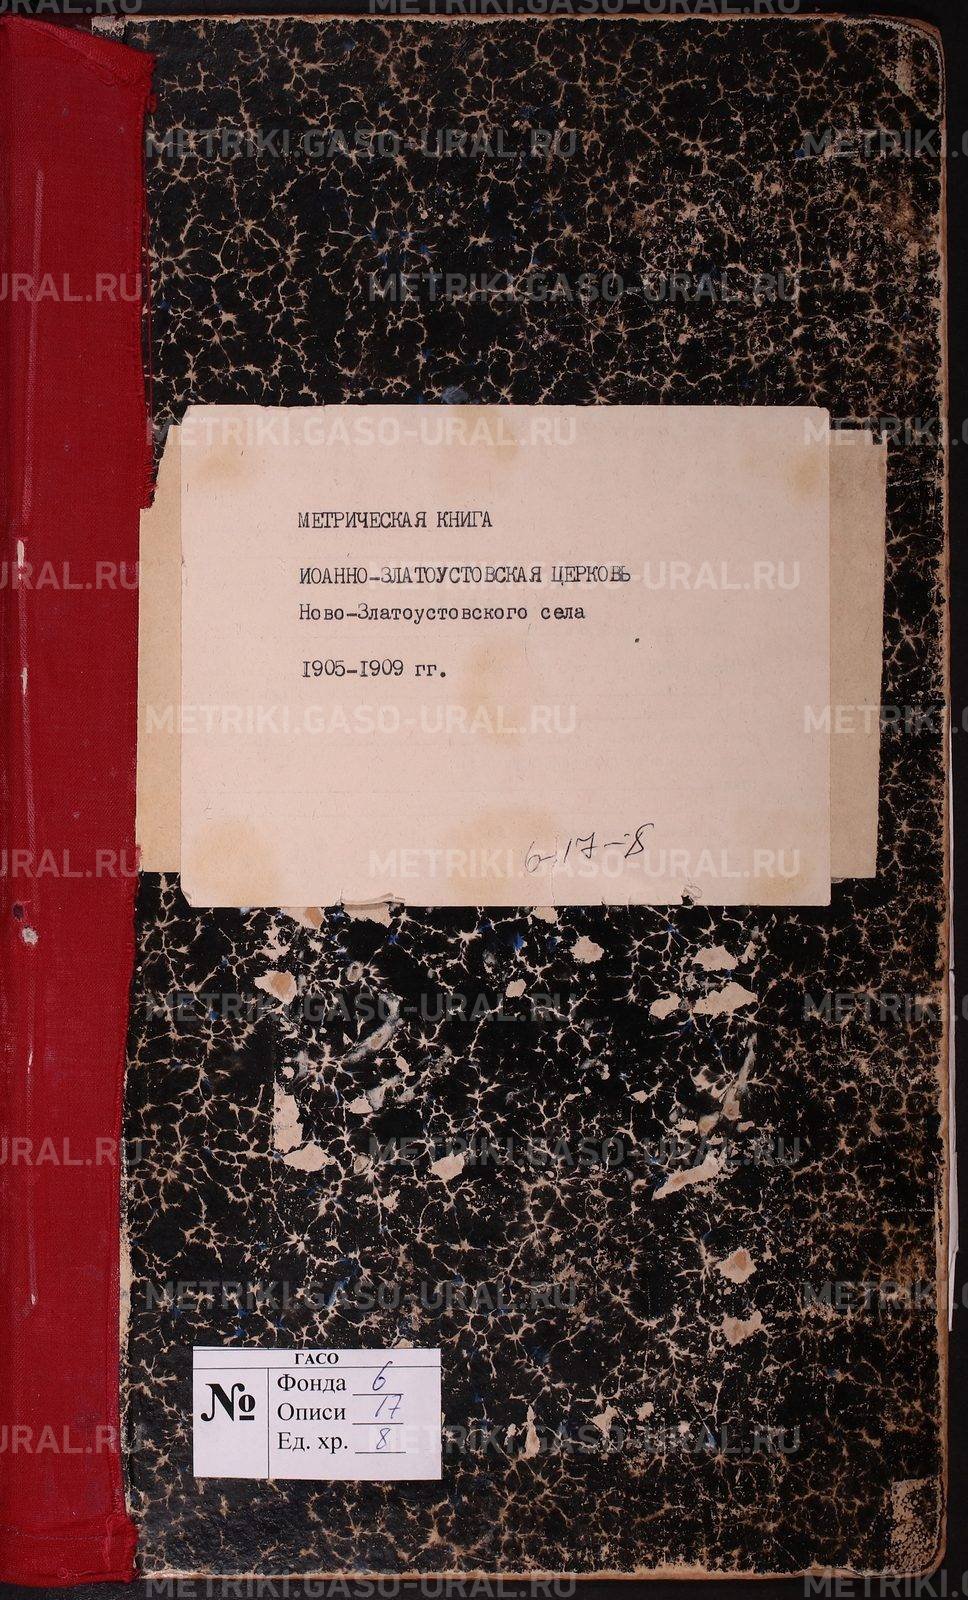 МЕТРИЧЕСКАЯ КНИГА
ИОАННО-ЗЛАТОУСТОВСКАЯ ЦЕРКОВЬ
Ново-Златоустовского села
1905-1909 гг.
6-17-8
ГАСО
№
Фонда 6
Описи 17
Ед. хр. 8
METRIKI.GASO-URAL.RU